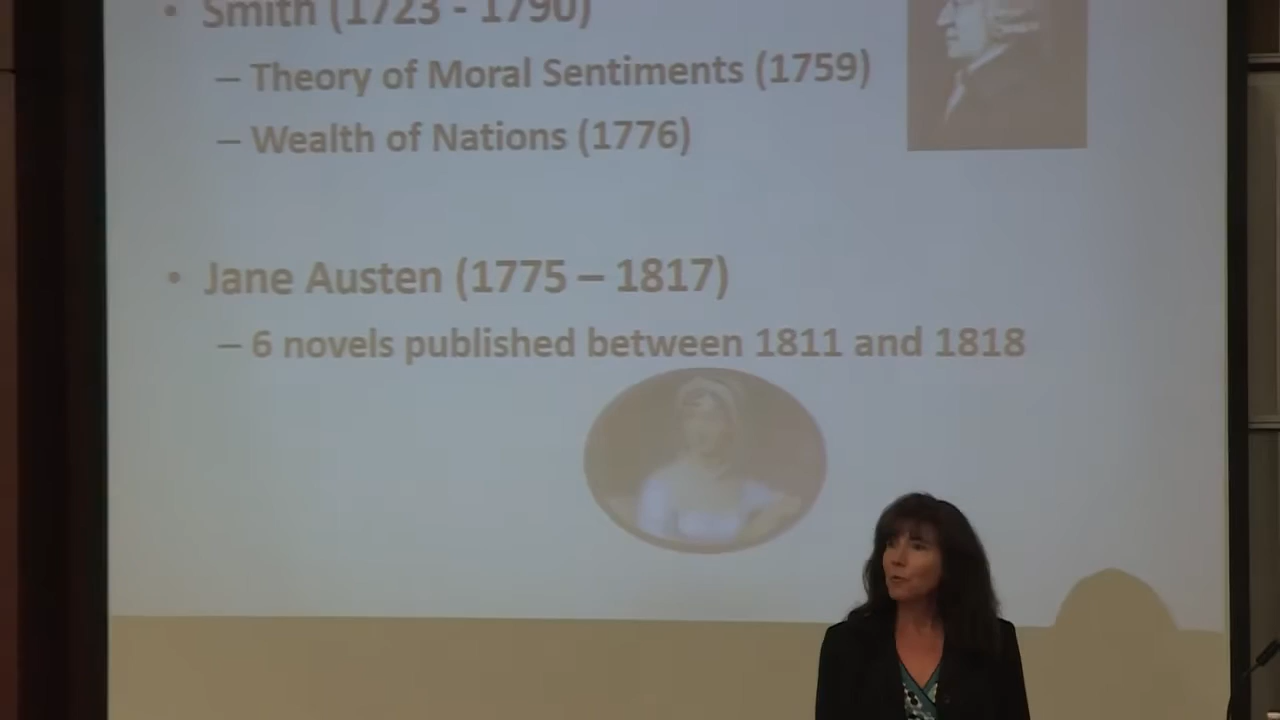 • Smith (1723 - 1790)
– Theory of Moral Sentiments (1759)
– Wealth of Nations (1776)
• Jane Austen (1775 – 1817)
– 6 novels published between 1811 and 1818